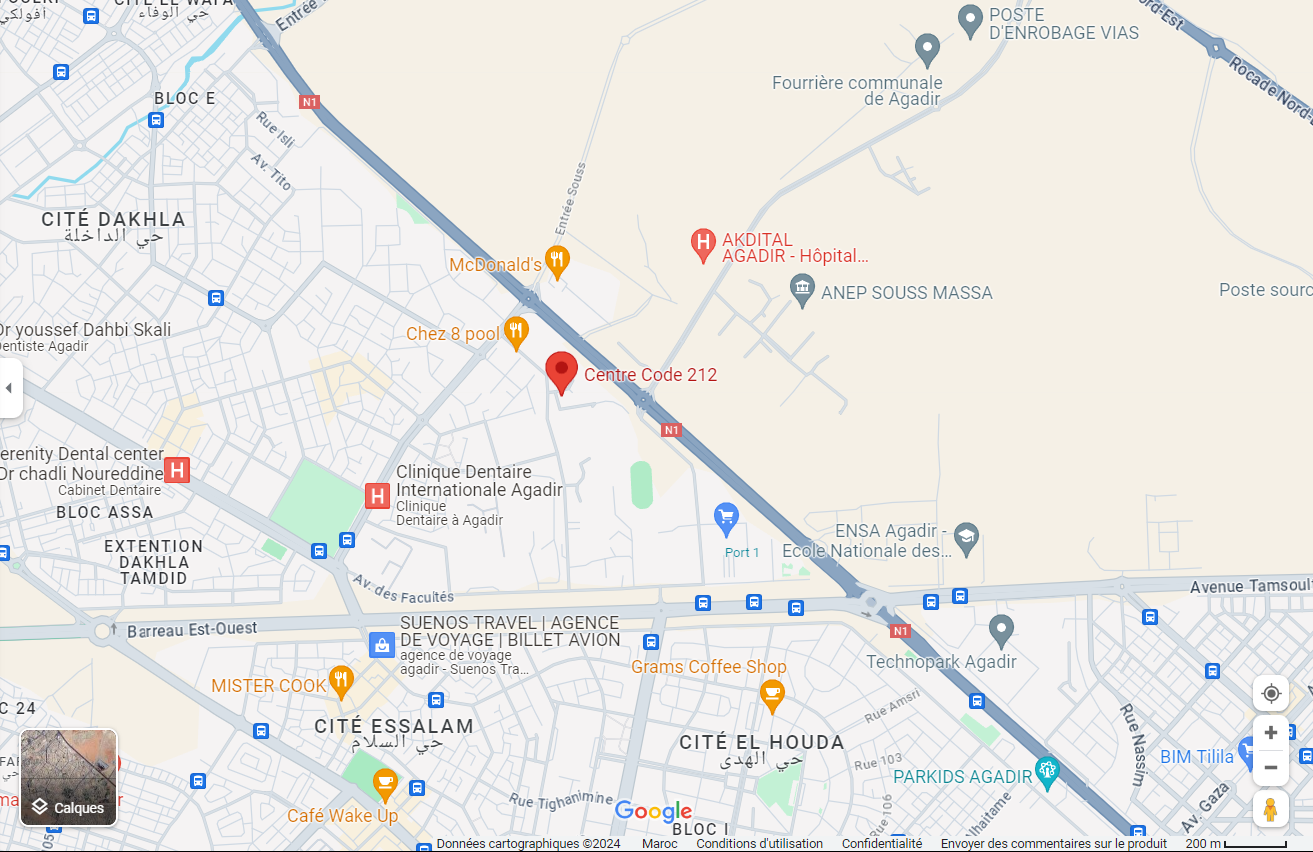 CITÉ EL WAFA
حي الوفاء
أفولكي
Entrée
POSTE
D'ENROBAGE VIAS
Fourrière communale
de Agadir
Rocade Nord-E
ord-Est
BLOC E
N1
Rue Isli
Av. Tito
Entrée Souss
CITÉ DAKHLA
حي الداخلة
AKDITAL
AGADIR - Hôpital...
McDonald's
ANEP SOUSS MASSA
Poste sourc
Dr youssef Dahbi Skali
Dentiste Agadir
Chez 8 pool
Centre Code 212
N1
erenity Dental center
Dr chadli Noureddine
Cabinet Dentaire
Clinique Dentaire
Internationale Agadir
Clinique
Dentaire à Agadir
BLOC ASSA
EXTENTION
DAKHLA
TAMDID
Port 1
ENSA Agadir -
Ecole Nationale des...
Av. des Facultés
Avenue Tamsoult
Barreau Est-Ouest
SUENOS TRAVEL | AGENCE
DE VOYAGE | BILLET AVION
agence de voyage
agadir - Suenos Tra...
N1
Technopark Agadir
Grams Coffee Shop
MISTER COOK
Rue Amsri
C 24
CITÉ ESSALAM
حي السلام
CITÉ EL HOUDA
حي الهدى
Rue Nassim
Rue 103
BIM Tilila
PARKIDS AGADIR
Calques
Café Wake Up
Rue Tighanimine
Rue 106
lhaitame
Av. Gaza
Google
BLOC I
Données cartographiques ©2024
Maroc
Conditions d'utilisation
Confidentialité
Envoyer des commentaires sur le produit
200 m